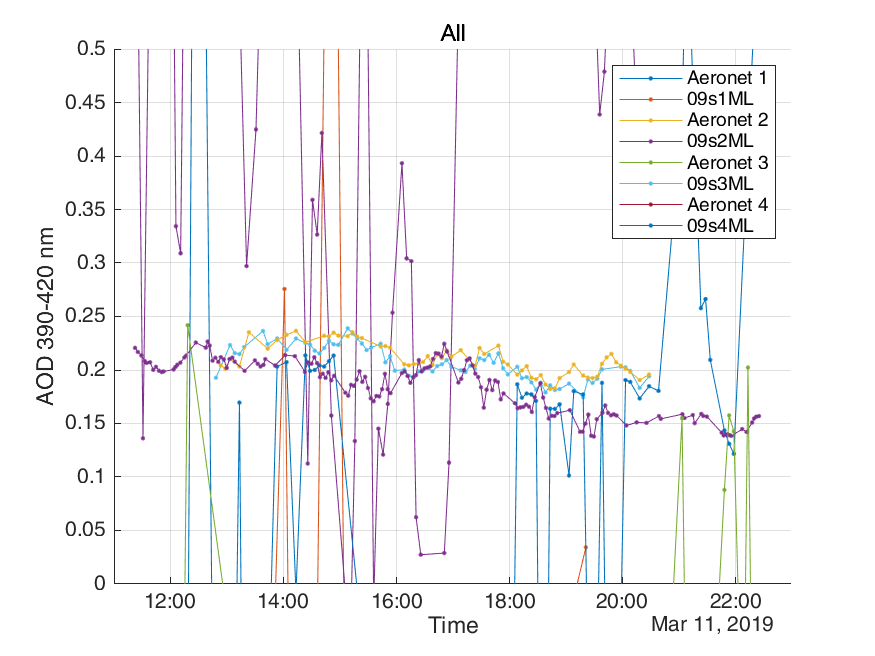 All
0.5
0.45
0.4
0.35
0.3
0.25
0.2
0.15
0.1
0.05
0
AOD 390-420 nm
Aeronet 1
09s1ML
Aeronet 2
09s2ML
Aeronet 3
09s3ML
Aeronet 4
09s4ML
12:00 14:00 16:00 18:00 20:00 22:00
Time
Mar 11, 2019